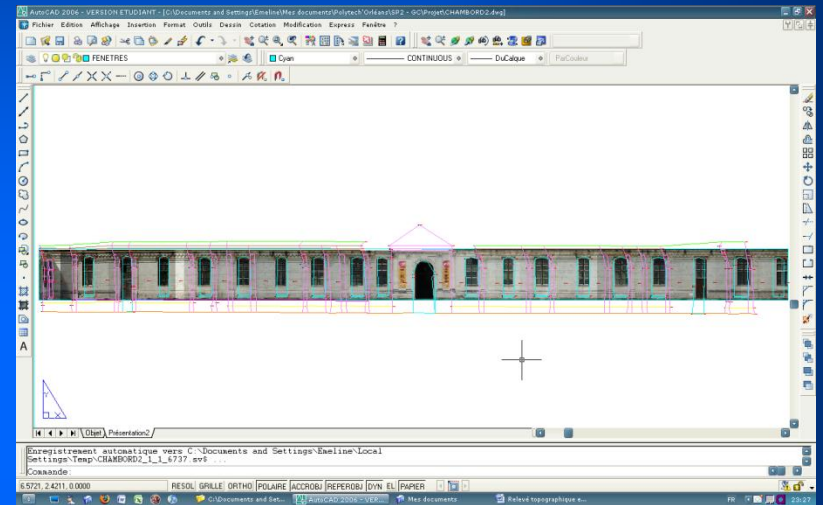 AutoCAD 2006 - VERSION ETUDIANT - [C:\Documents and Settings\Emeline\Mes documents\Polytech'Orléans\SP2 - GC\Projet\CHAMBORD2.dwg]
Fichier Edition Affichage Insertion Format Outils Dessin Cotation Modification Express Fenêtre ?
FENETRES Cyan CONTINUOUS DuCalque ParCouleur
Y
X
Objet Présentation2
Enregistrement automatique vers C:\Documents and Settings\Emeline\Local
Settings\Temp\CHAMBORD2_1_1_6737.sv$ ...
Commande:
6.5721, 2.4211, 0.0000 RESOL GRILLE ORTHO POLAIRE ACCROBJ REPEROBJ DYN EL PAPIER
C:\Documents and Set... AutoCAD 2006 - VER... Mes documents Relevé topographique e... FR 23:27